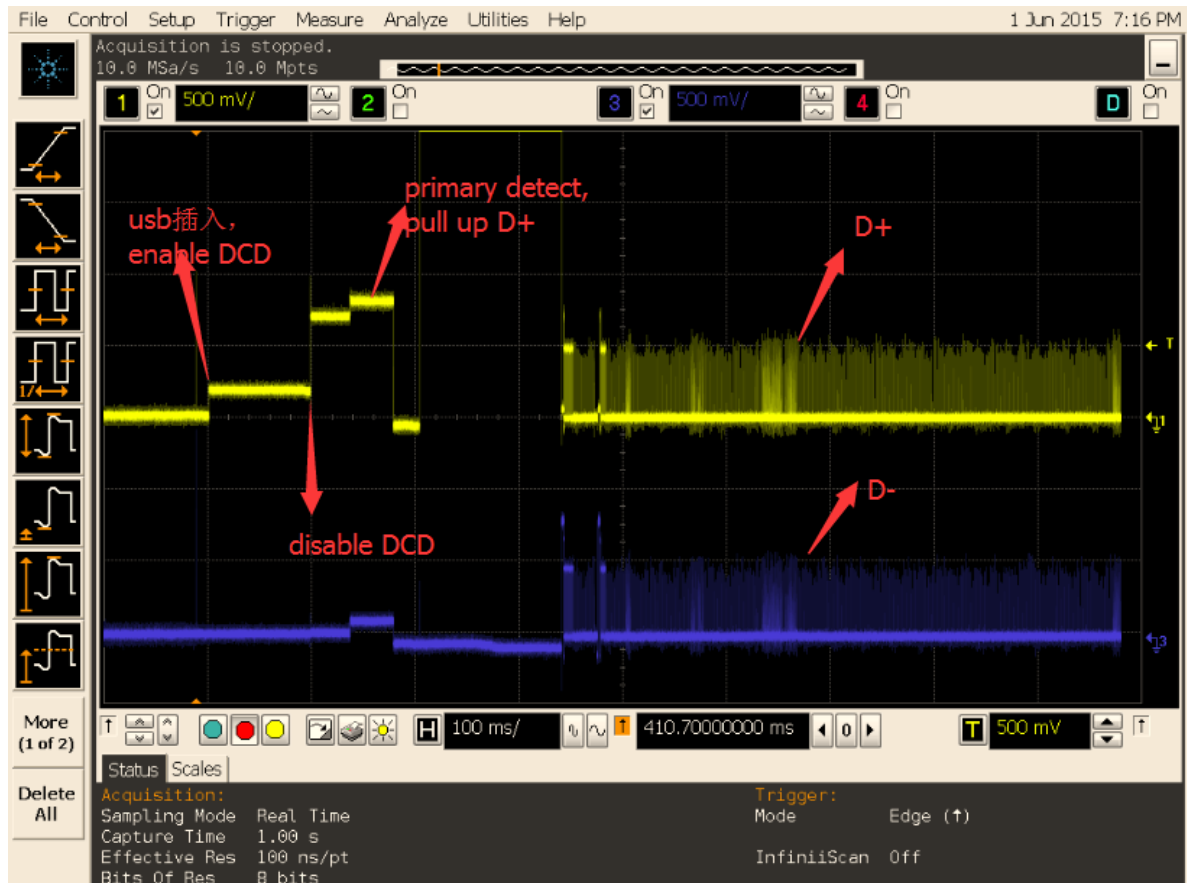 File Control Setup Trigger Measure Analyze Utilities Help 1 Jun 2015 7:16 PM
Acquisition is stopped.
10.0 MSa/s 10.0 Mpts
1 On 500 mV/ 2 On 3 On 500 mV/ 4 On D On
primary detect,
pull up D+
usb插入，
enable DCD
D+
T
1/
1
D-
disable DCD
3
More
(1 of 2)
H 100 ms/ 410.70000000 ms 0 T 500 mV
Status Scales
Delete
All
Acquisition: Trigger:
Sampling Mode Real Time Mode Edge (↑)
Capture Time 1.00 s
Effective Res 100 ns/pt InfiniiScan Off
Bits Of Res 8 bits